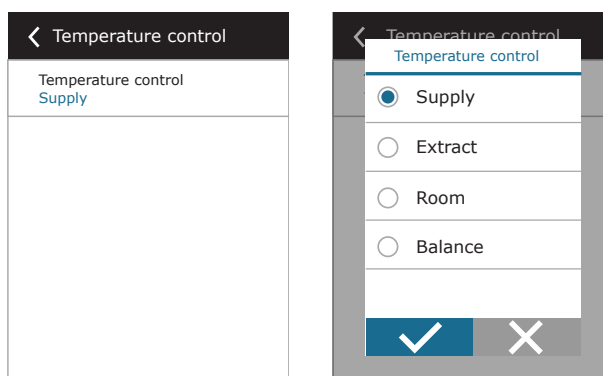 Temperature control
Temperature control
Supply
Temperature control
Temperature control
Supply
Extract
Room
Balance